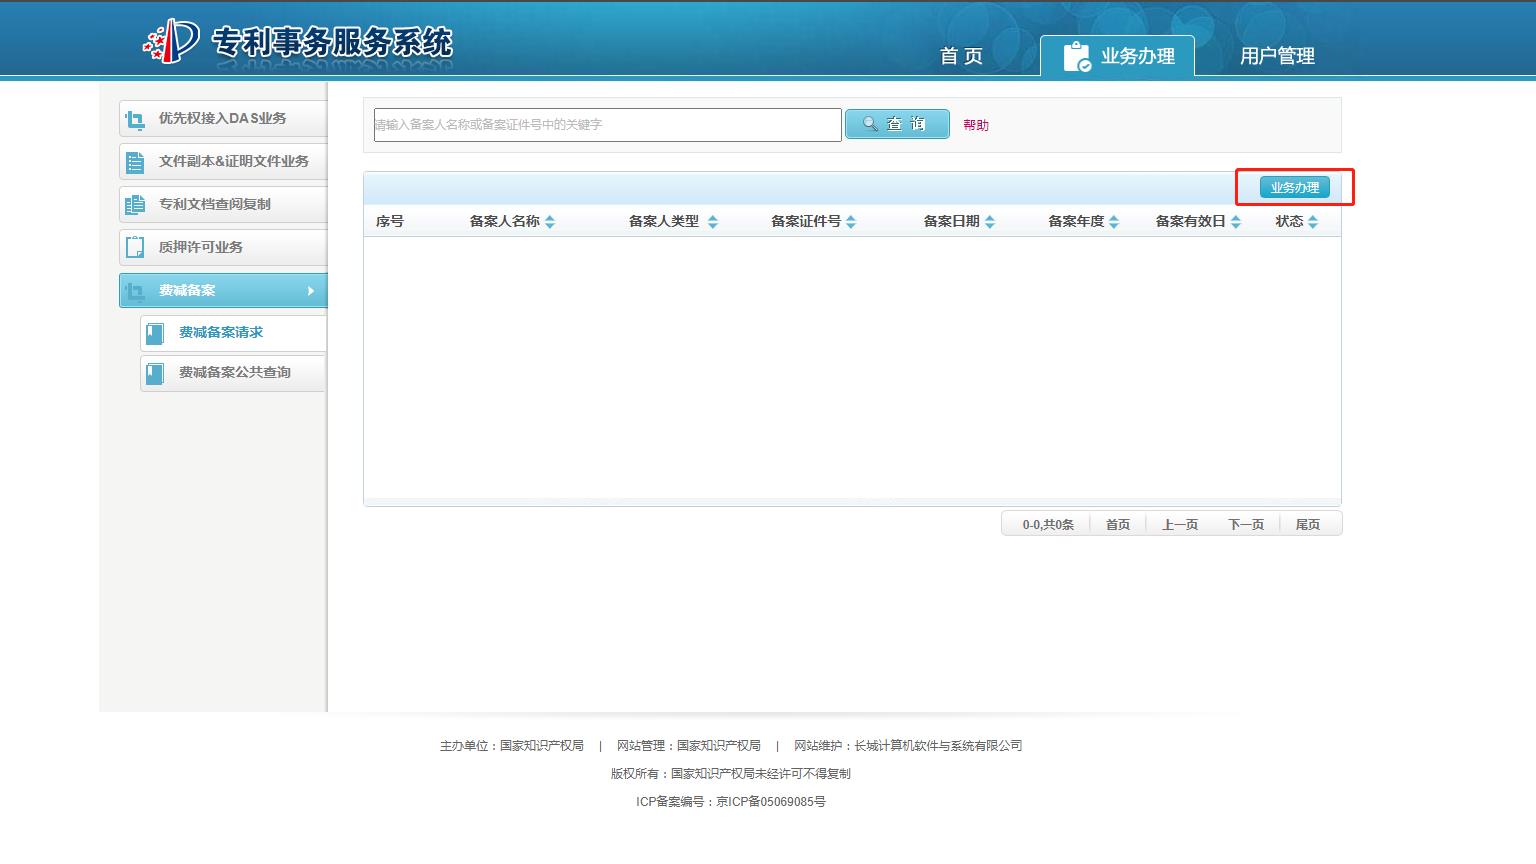 专利事务服务系统
首 页
业务办理
用户管理
优先权接入DAS业务
文件副本&证明文件业务
专利文档查阅复制
质押许可业务
费减备案
费减备案请求
费减备案公共查询
请输入备案人名称或备案证件号中的关键字
查 询
帮助
业务办理
序号 备案人名称 备案人类型 备案证件号 备案日期 备案年度 备案有效日 状态
0-0,共0条 首页 上一页 下一页 尾页
主办单位：国家知识产权局 | 网站管理：国家知识产权局 | 网站维护：长城计算机软件与系统有限公司
版权所有：国家知识产权局未经许可不得复制
ICP备案编号：京ICP备05069085号